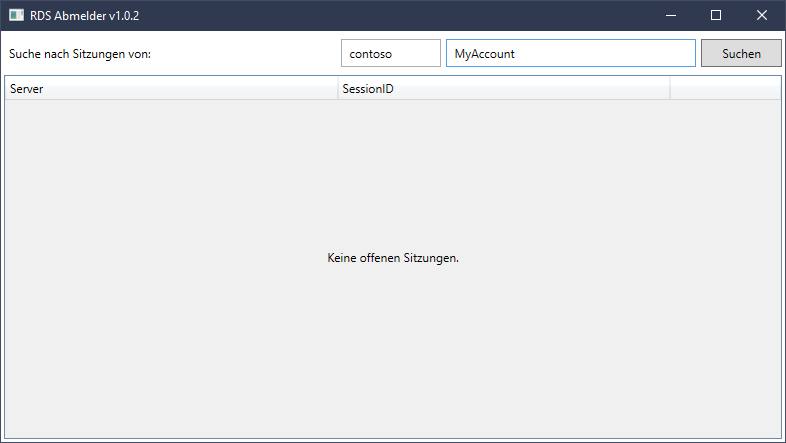 RDS Abmelder v1.0.2
Suche nach Sitzungen von: contoso MyAccount Suchen
Server SessionID
Keine offenen Sitzungen.